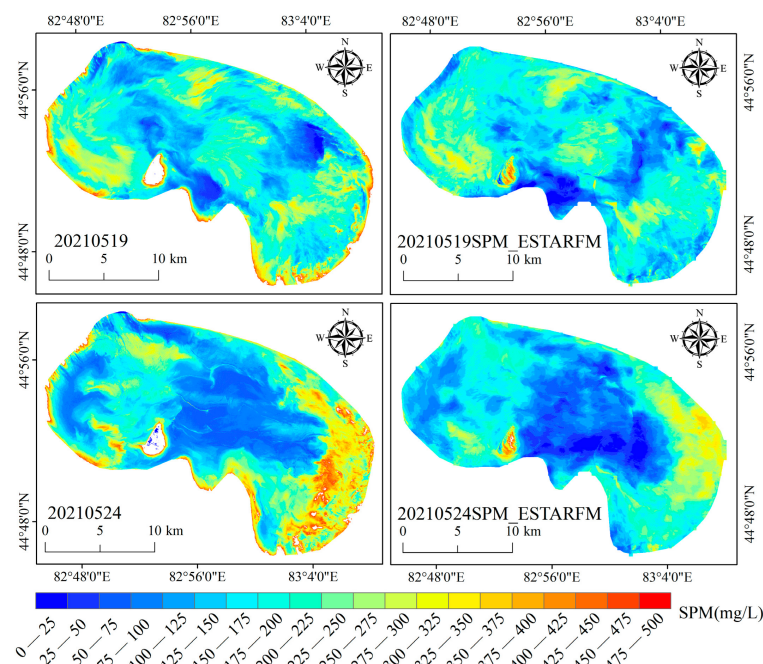 82°48'0"E 82°56'0"E 83°4'0"E
82°48'0"E 82°56'0"E 83°4'0"E
44°56'0"N
44°48'0"N
N
W E
S
20210519
0 5 10 km
N
W E
S
20210519SPM_ESTARFM
0 5 10 km
44°56'0"N
44°48'0"N
44°56'0"N
44°48'0"N
N
W E
S
20210524
0 5 10 km
N
W E
S
20210524SPM_ESTARFM
0 5 10 km
44°56'0"N
44°48'0"N
82°48'0"E 82°56'0"E 83°4'0"E
82°48'0"E 82°56'0"E 83°4'0"E
SPM(mg/L)
0 — 25
25 — 50
50 — 75
75 — 100
100 — 125
125 — 150
150 — 175
175 — 200
200 — 225
225 — 250
250 — 275
275 — 300
300 — 325
325 — 350
350 — 375
375 — 400
400 — 425
425 — 450
450 — 475
475 — 500